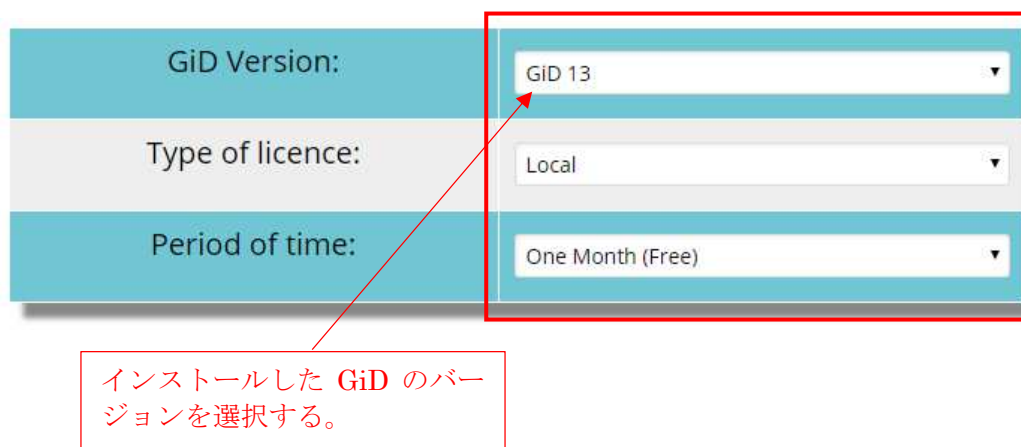 GiD Version:
GiD 13
Type of licence:
Local
Period of time:
One Month (Free)
インストールした GiD のバー
ジョンを選択する。